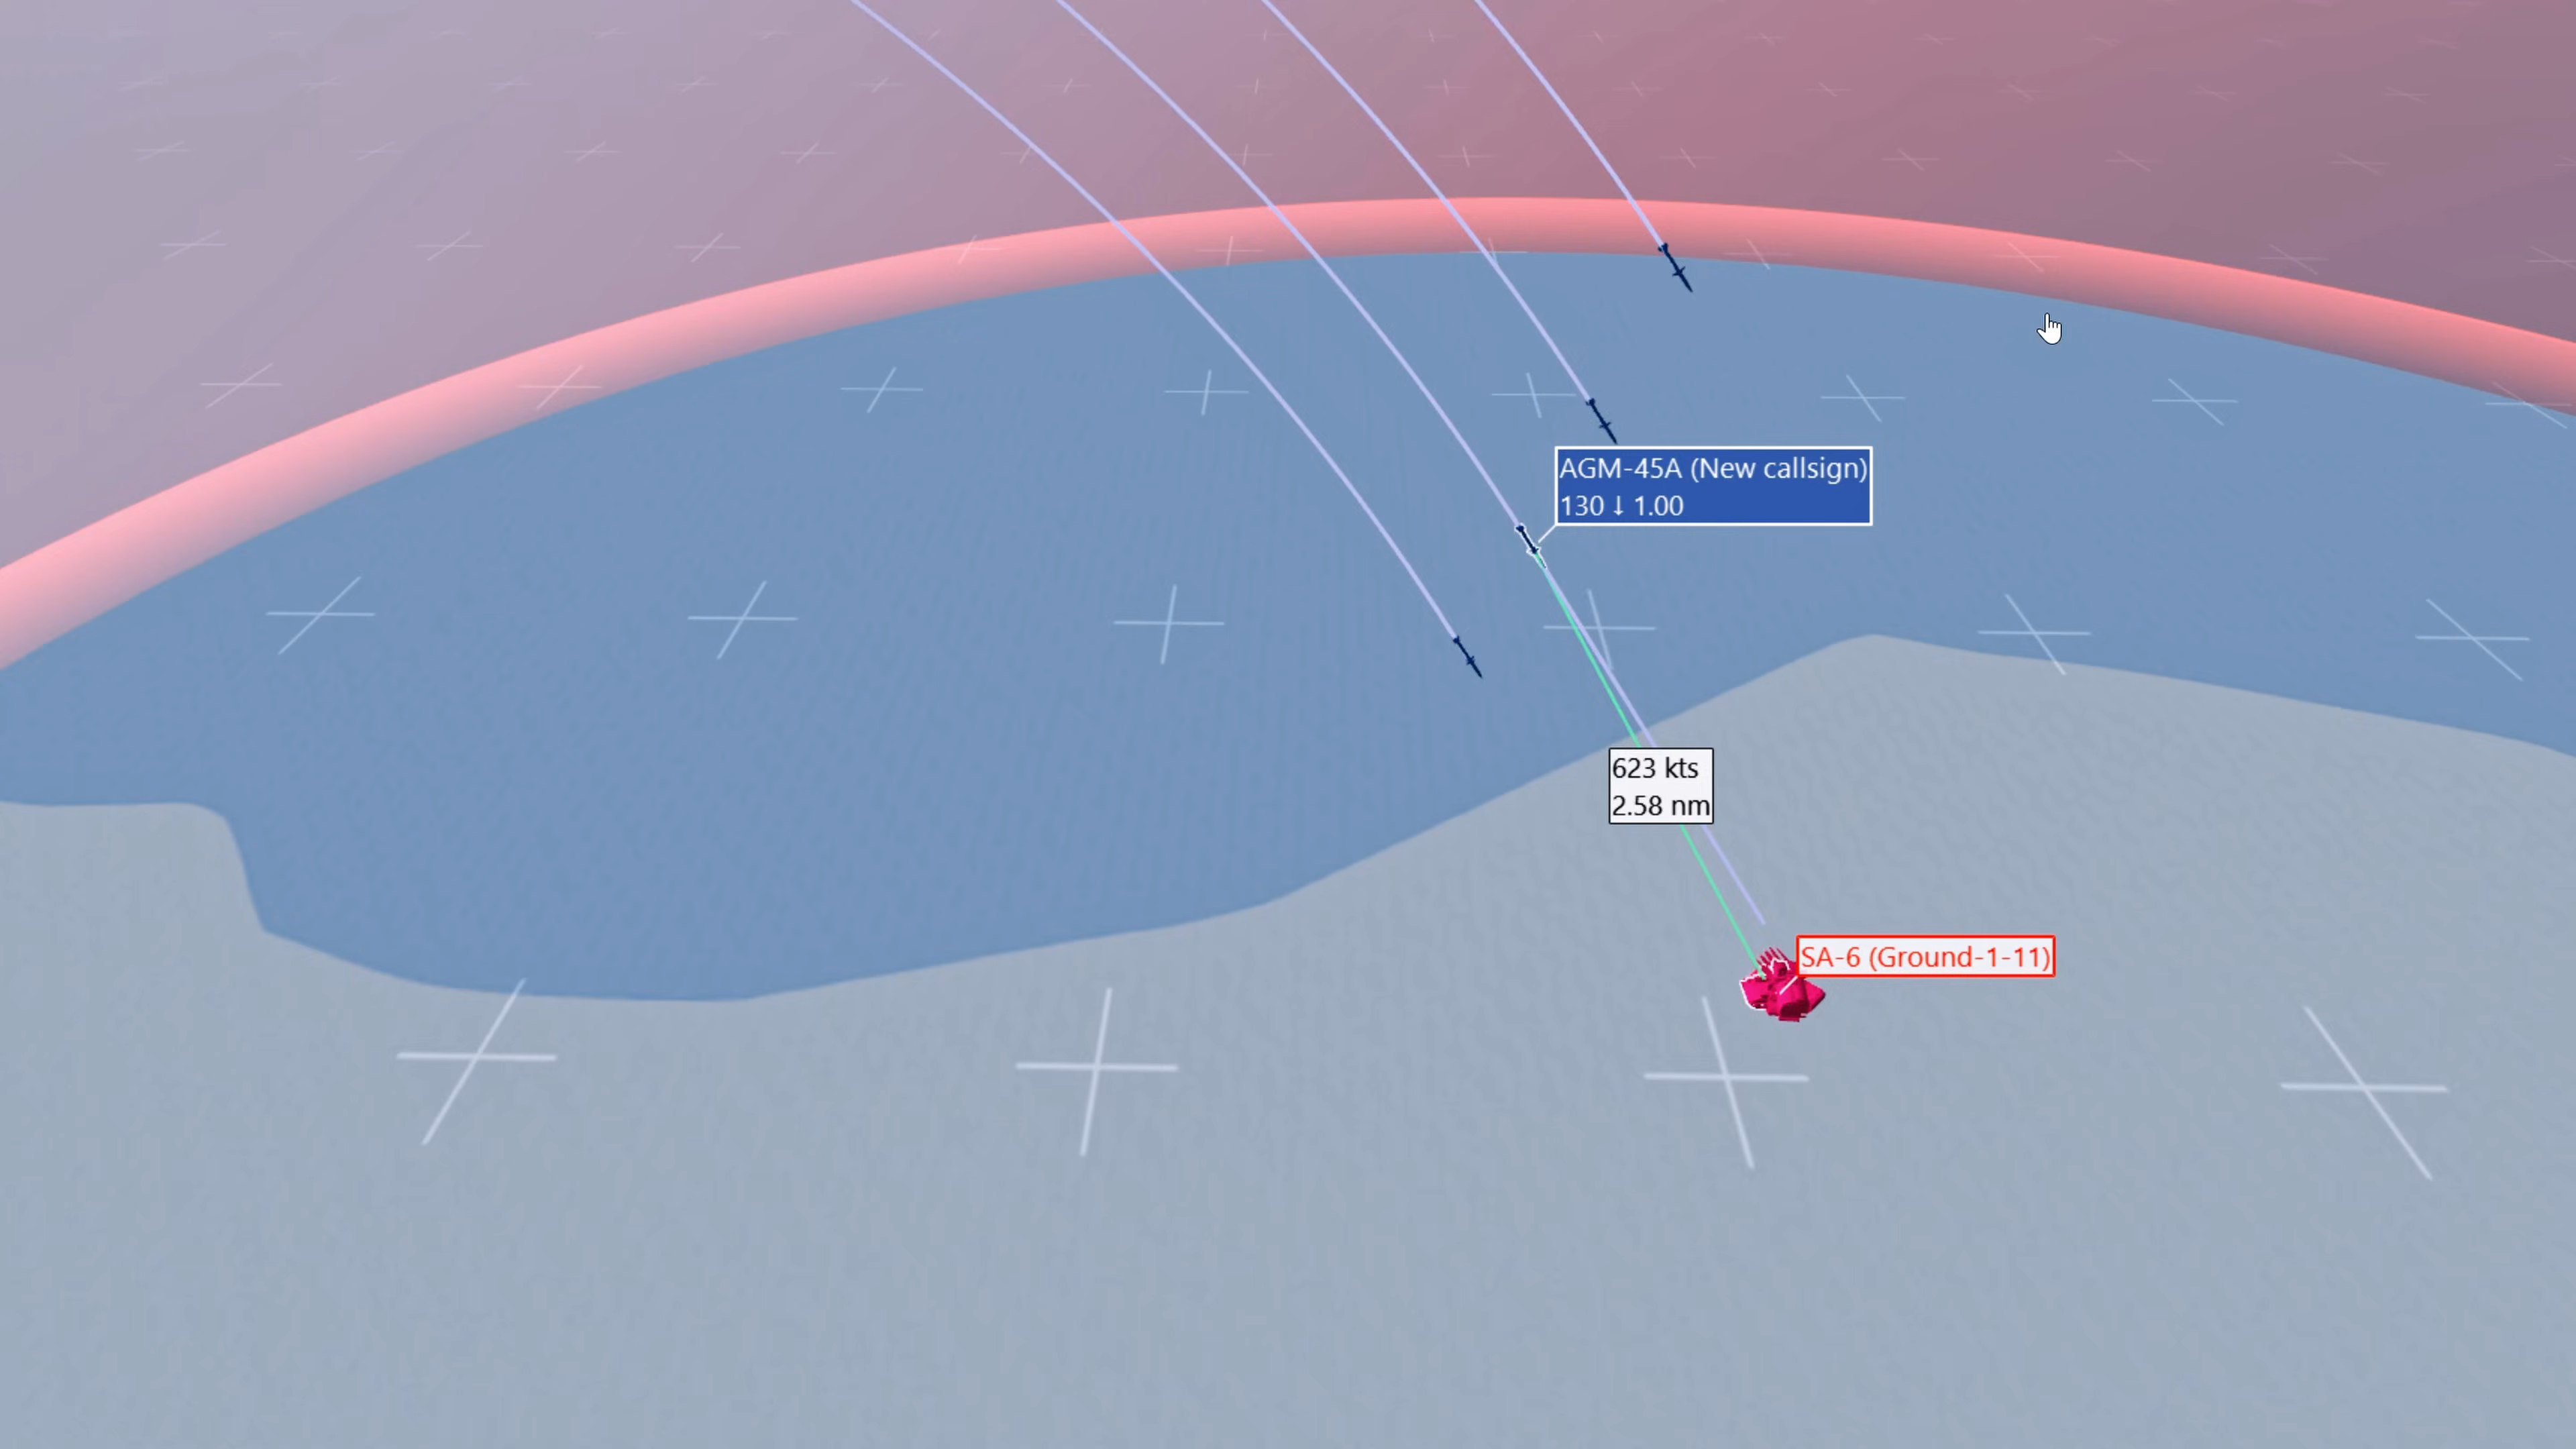 AGM-45A (New callsign)
130 ↓ 1.00
623 kts
2.58 nm
SA-6 (Ground-1-11)